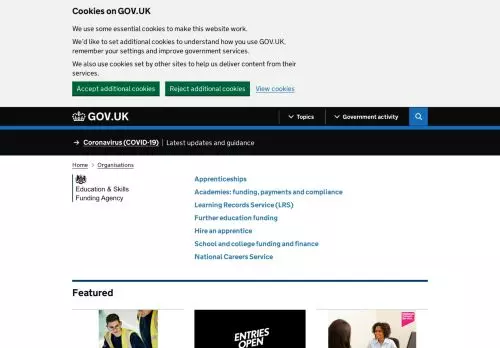 Cookies on GOV.UK
We use some essential cookies to make this website work.
We'd like to set additional cookies to understand how you use GOV.UK,
remember your settings and improve government services.
We also use cookies set by other sites to help us deliver content from their
services.
Accept additional cookies Reject additional cookies View cookies
GOV.UK Topics Government activity
→ Coronavirus (COVID-19) Latest updates and guidance
Home > Organisations
Education & Skills
Funding Agency
Apprenticeships
Academies: funding, payments and compliance
Learning Records Service (LRS)
Further education funding
Hire an apprentice
School and college funding and finance
National Careers Service
Featured
ENTRIES
OPEN